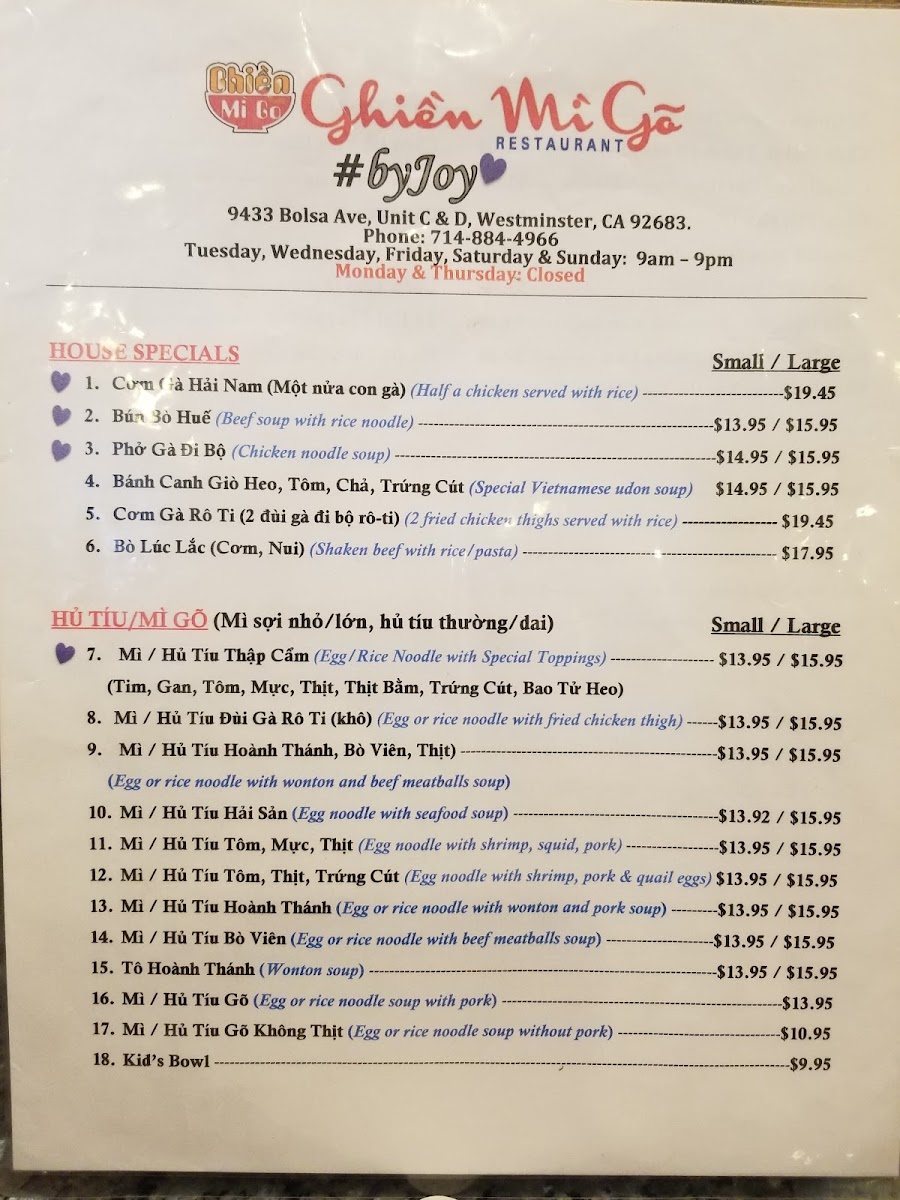 Ghiền
Mì Gõ
Ghiền Mì Gõ
RESTAURANT
#byJoy
9433 Bolsa Ave, Unit C & D, Westminster, CA 92683.
Phone: 714-884-4966
Tuesday, Wednesday, Friday, Saturday & Sunday: 9am – 9pm
Monday & Thursday: Closed
HOUSE SPECIALS Small / Large
1. Cơm Gà Hải Nam (Một nửa con gà) (Half a chicken served with rice) $19.45
2. Bún Bò Huế (Beef soup with rice noodle) $13.95 / $15.95
3. Phở Gà Đi Bộ (Chicken noodle soup) $14.95 / $15.95
4. Bánh Canh Giò Heo, Tôm, Chả, Trứng Cút (Special Vietnamese udon soup) $14.95 / $15.95
5. Cơm Gà Rô Ti (2 đùi gà đi bộ rô-ti) (2 fried chicken thighs served with rice) $19.45
6. Bò Lúc Lắc (Cơm, Nui) (Shaken beef with rice/pasta) $17.95
HỦ TÍU/MÌ GÕ (Mì sợi nhỏ/lớn, hủ tíu thường/dai) Small / Large
7. Mì / Hủ Tíu Thập Cẩm (Egg/Rice Noodle with Special Toppings) $13.95 / $15.95
(Tim, Gan, Tôm, Mực, Thịt, Thịt Bằm, Trứng Cút, Bao Tử Heo)
8. Mì / Hủ Tíu Đùi Gà Rô Ti (khô) (Egg or rice noodle with fried chicken thigh) $13.95 / $15.95
9. Mì / Hủ Tíu Hoành Thánh, Bò Viên, Thịt) $13.95 / $15.95
(Egg or rice noodle with wonton and beef meatballs soup)
10. Mì / Hủ Tíu Hải Sản (Egg noodle with seafood soup) $13.92 / $15.95
11. Mì / Hủ Tíu Tôm, Mực, Thịt (Egg noodle with shrimp, squid, pork) $13.95 / $15.95
12. Mì / Hủ Tíu Tôm, Thịt, Trứng Cút (Egg noodle with shrimp, pork & quail eggs) $13.95 / $15.95
13. Mì / Hủ Tíu Hoành Thánh (Egg or rice noodle with wonton and pork soup) $13.95 / $15.95
14. Mì / Hủ Tíu Bò Viên (Egg or rice noodle with beef meatballs soup) $13.95 / $15.95
15. Tô Hoành Thánh (Wonton soup) $13.95 / $15.95
16. Mì / Hủ Tíu Gõ (Egg or rice noodle soup with pork) $13.95
17. Mì / Hủ Tíu Gõ Không Thịt (Egg or rice noodle soup without pork) $10.95
18. Kid's Bowl $9.95